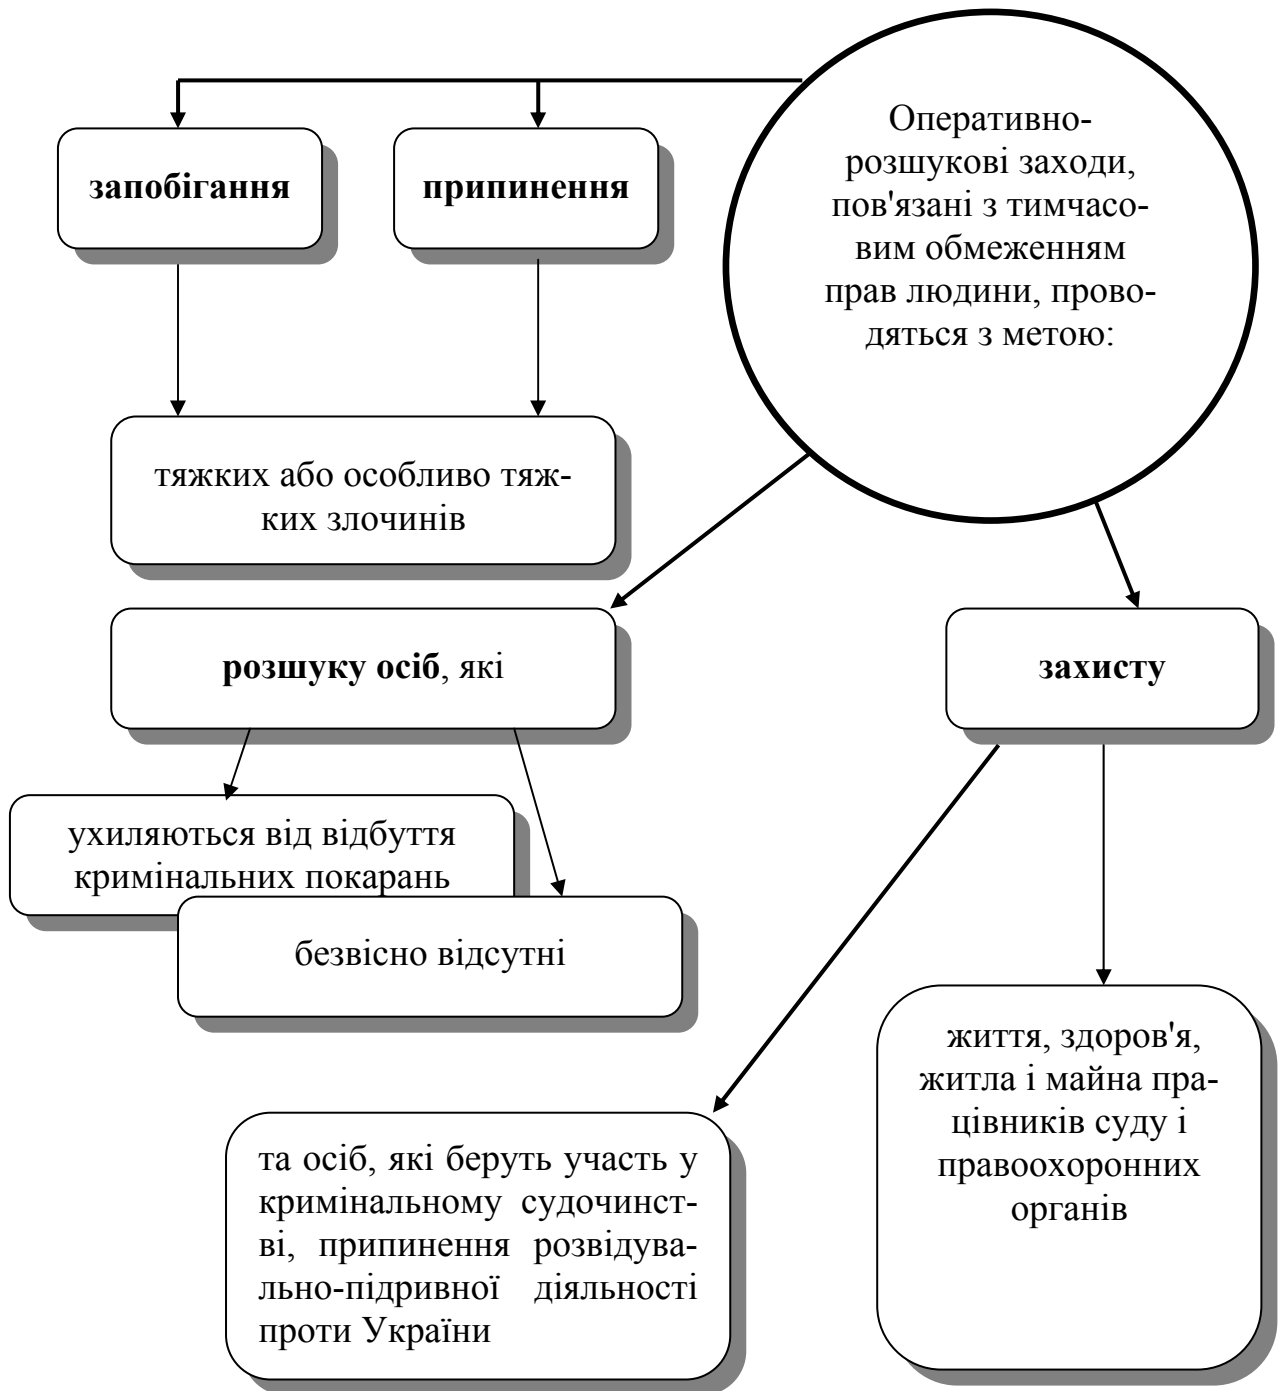 Оперативно-
розшукові заходи,
пов'язані з тимчасо-
вим обмеженням
прав людини, прово-
дяться з метою:
запобігання
припинення
тяжких або особливо тяж-
ких злочинів
розшуку осіб, які
захисту
ухиляються від відбуття
кримінальних покарань
безвісно відсутні
життя, здоров'я,
житла і майна пра-
цівників суду і
правоохоронних
органів
та осіб, які беруть участь у
кримінальному судочинст-
ві, припинення розвідува-
льно-підривної діяльності
проти України